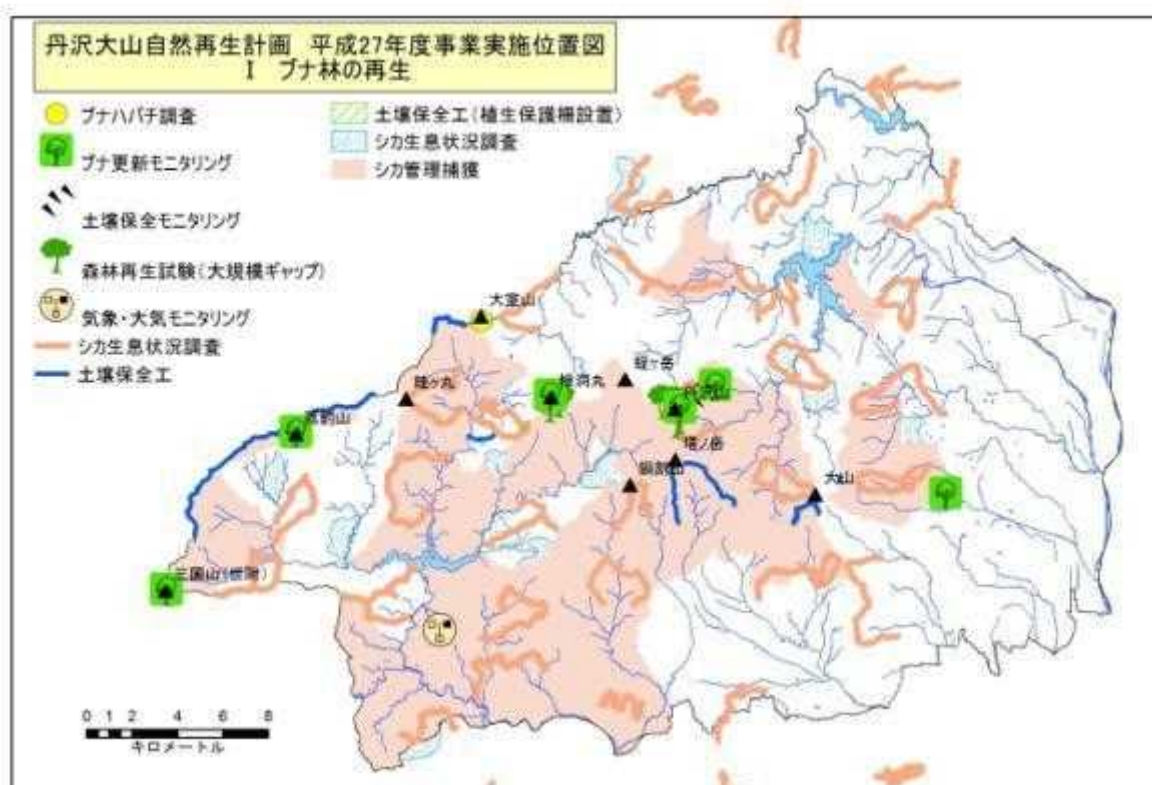 丹沢大山自然再生計画 平成27年度事業実施位置図
Ⅰ ブナ林の再生
ブナハバチ調査
ブナ更新モニタリング
土壌保全モニタリング
森林再生試験(大規模ギャップ)
気象・大気モニタリング
シカ生息状況調査
土壌保全工
土壌保全工(植生保護柵設置)
シカ生息状況調査
シカ管理捕獲
大室山
蛭ヶ岳
檜洞丸
畦ヶ丸
塔ノ岳
鍋割山
大山
三国山
0 1 2 4 6 8
キロメートル